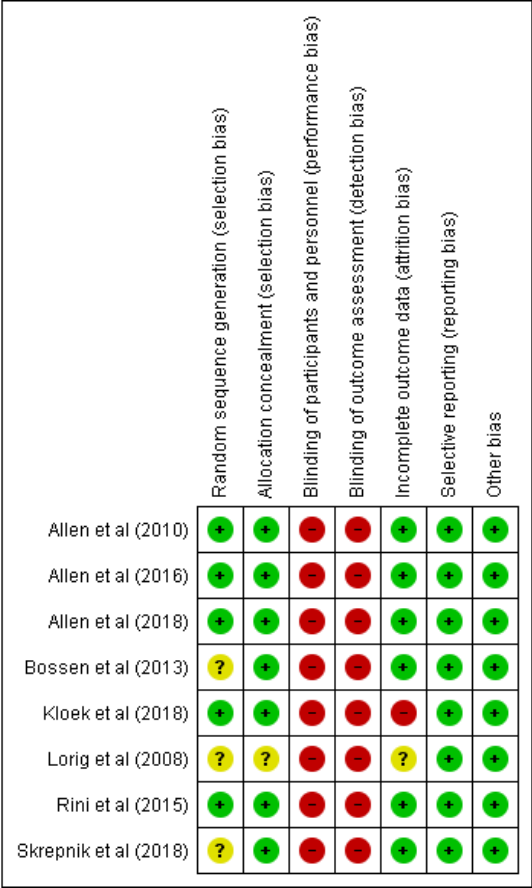 Random sequence generation (selection bias)
Allocation concealment (selection bias)
Blinding of participants and personnel (performance bias)
Blinding of outcome assessment (detection bias)
Incomplete outcome data (attrition bias)
Selective reporting (reporting bias)
Other bias
Allen et al (2010) + + - - + + +
Allen et al (2016) + + - - + + +
Allen et al (2018) + + - - + + +
Bossen et al (2013) ? + - - + + +
Kloek et al (2018) + + - - - + +
Lorig et al (2008) ? ? - - ? + +
Rini et al (2015) + + - - + + +
Skrepnik et al (2018) ? + - - + + +